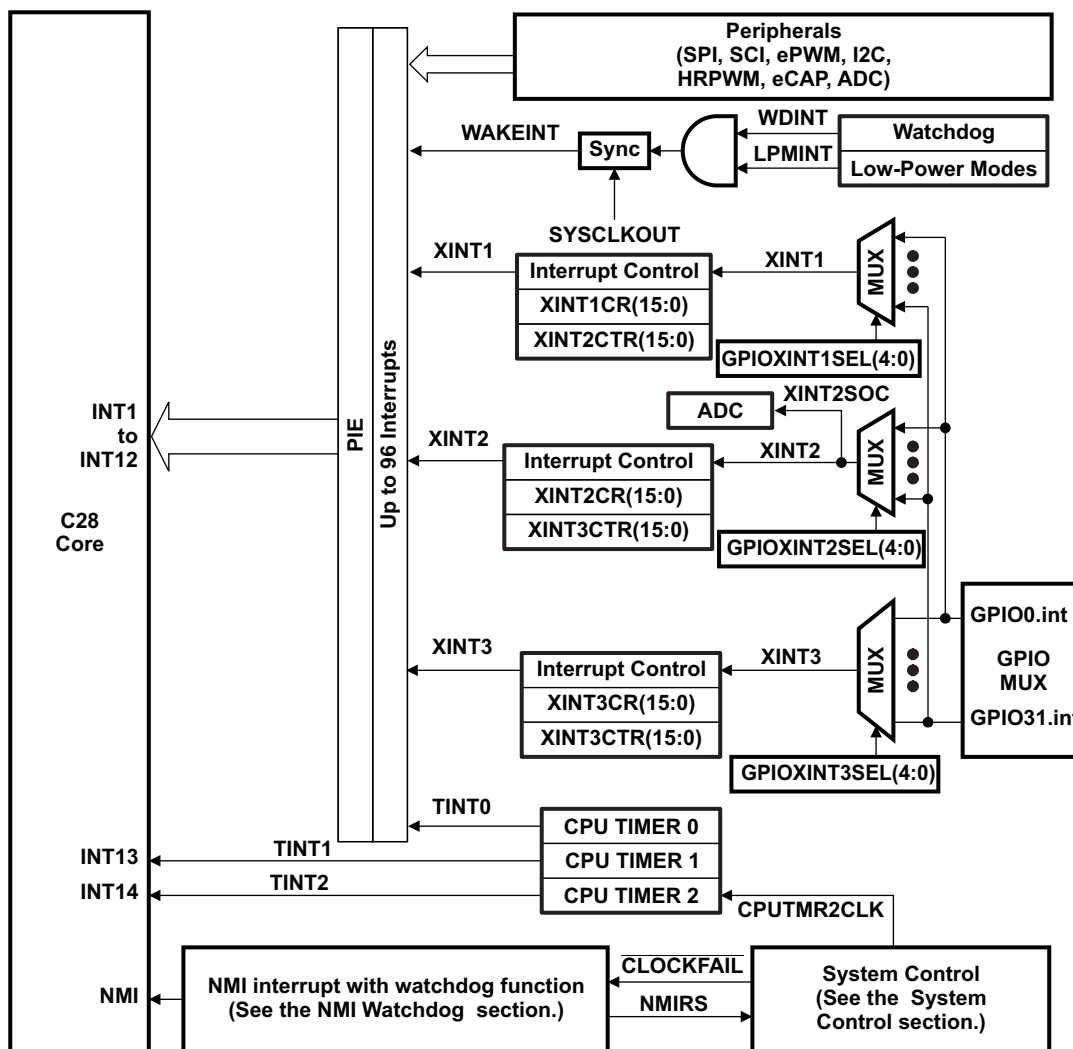 Peripherals
(SPI, SCI, ePWM, I2C,
HRPWM, eCAP, ADC)
WDINT
Watchdog
LPMINT
Low-Power Modes
WAKEINT
Sync
SYSCLKOUT
XINT1
Interrupt Control
XINT1CR(15:0)
XINT2CTR(15:0)
XINT1
MUX
GPIOXINT1SEL(4:0)
INT1
to
INT12
C28
Core
PIE
Up to 96 Interrupts
ADC
XINT2SOC
XINT2
Interrupt Control
XINT2CR(15:0)
XINT3CTR(15:0)
XINT2
MUX
GPIOXINT2SEL(4:0)
XINT3
Interrupt Control
XINT3CR(15:0)
XINT3CTR(15:0)
XINT3
MUX
GPIOXINT3SEL(4:0)
GPIO0.int
GPIO
MUX
GPIO31.int
TINT0
CPU TIMER 0
INT13
TINT1
CPU TIMER 1
INT14
TINT2
CPU TIMER 2
CPUTMR2CLK
NMI
NMI interrupt with watchdog function
(See the NMI Watchdog section.)
CLOCKFAIL
NMIRS
System Control
(See the System
Control section.)